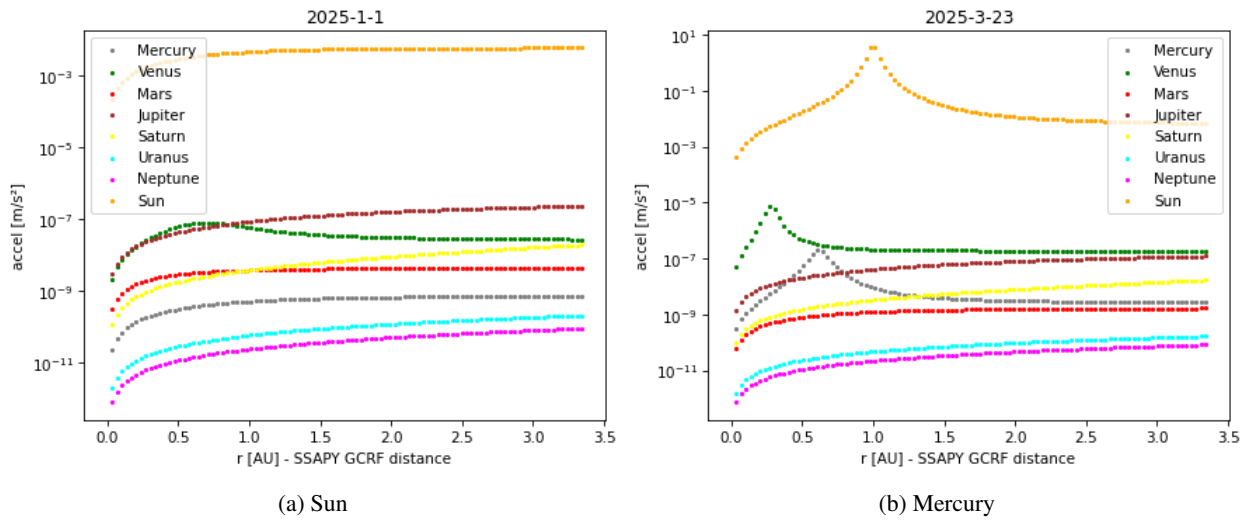 2025-1-1
10⁻³
10⁻⁵
10⁻⁷
10⁻⁹
10⁻¹¹
accel [m/s²]
Mercury
Venus
Mars
Jupiter
Saturn
Uranus
Neptune
Sun
0.0 0.5 1.0 1.5 2.0 2.5 3.0 3.5
r [AU] - SSAPY GCRF distance
(a) Sun
2025-3-23
10¹
10⁻¹
10⁻³
10⁻⁵
10⁻⁷
10⁻⁹
10⁻¹¹
accel [m/s²]
Mercury
Venus
Mars
Jupiter
Saturn
Uranus
Neptune
Sun
0.0 0.5 1.0 1.5 2.0 2.5 3.0 3.5
r [AU] - SSAPY GCRF distance
(b) Mercury